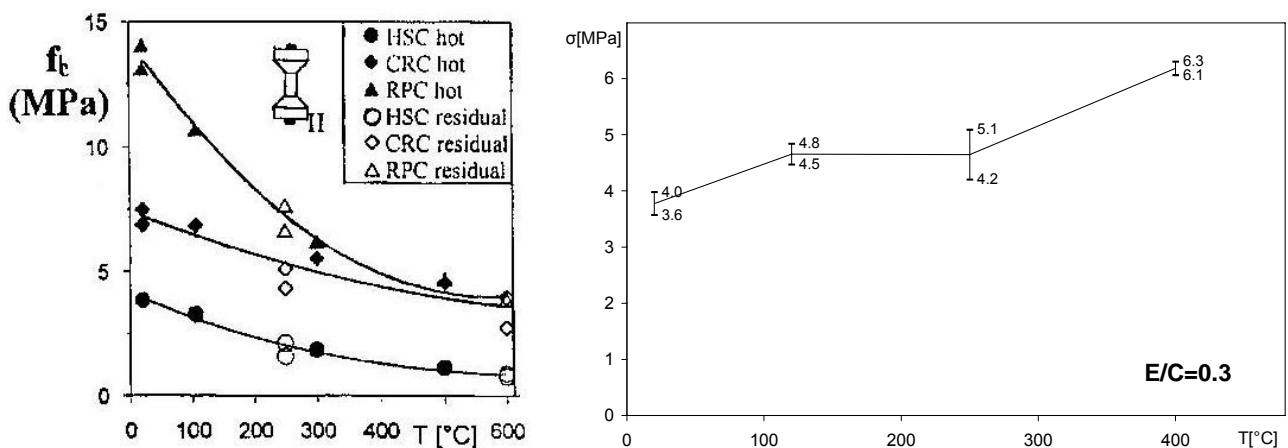 15
f_t
(MPa)
10
5
0
HSC hot
CRC hot
RPC hot
HSC residual
CRC residual
RPC residual
II
0 100 200 300 400 T [°C] 600
σ[MPa]
6
5
4
3
2
1
0
4.0
3.6
4.8
4.5
5.1
4.2
6.3
6.1
E/C=0.3
0 100 200 300 400 T[°C]